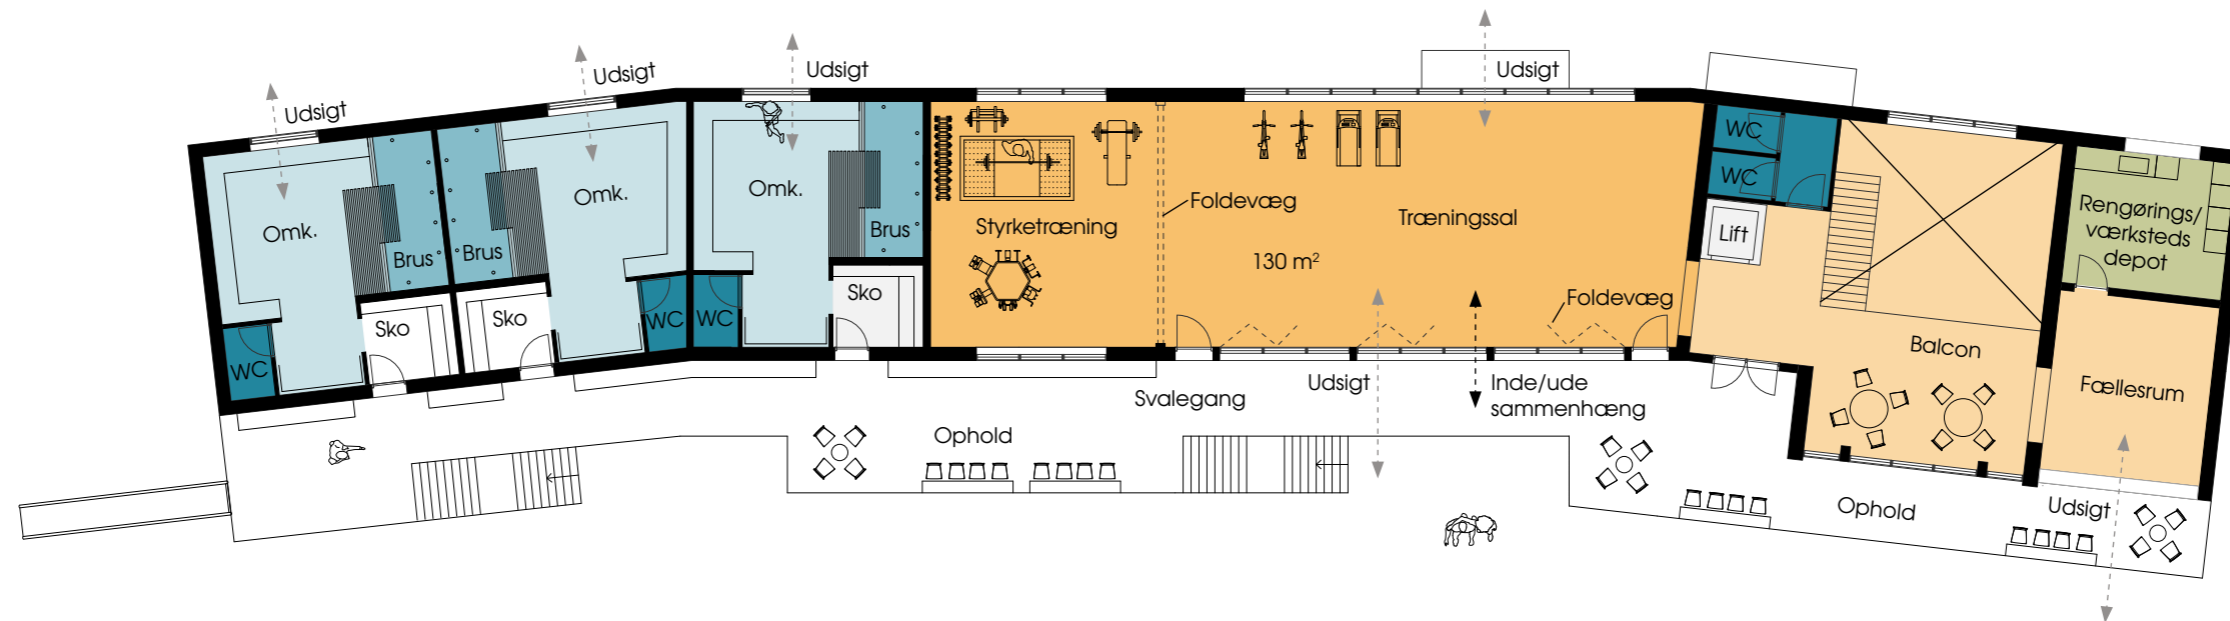 Udsigt
Udsigt
Udsigt
Udsigt
Omk.
Brus
Sko
WC
Brus
Omk.
Sko
WC
Omk.
Brus
WC
Sko
Styrketræning
Foldevæg
Træningssal
130 m²
Foldevæg
WC
WC
Lift
Balcon
Rengørings/
værksteds
depot
Fællesrum
Svalegang
Udsigt
Inde/ude
sammenhæng
Ophold
Ophold
Udsigt